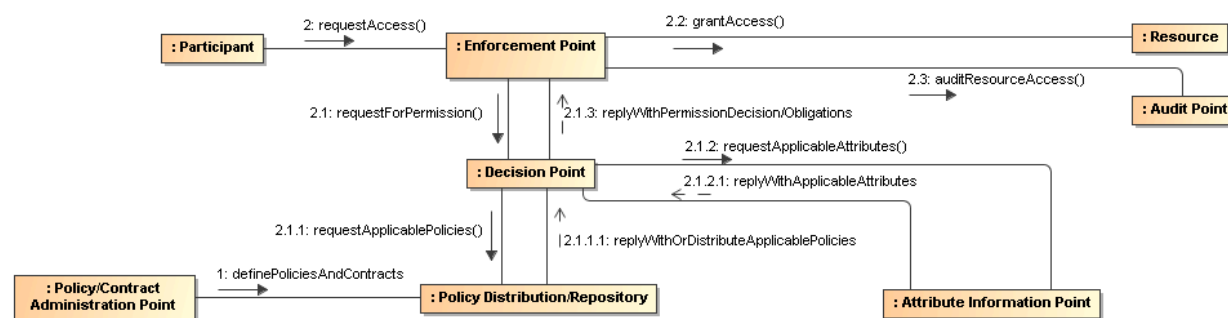 2: requestAccess()
2.2: grantAccess()
: Participant
: Enforcement Point
: Resource
2.3: auditResourceAccess()
: Audit Point
2.1: requestForPermission()
2.1.3: replyWithPermissionDecision/Obligations
2.1.2: requestApplicableAttributes()
: Decision Point
2.1.2.1: replyWithApplicableAttributes
2.1.1: requestApplicablePolicies()
2.1.1.1: replyWithOrDistributeApplicablePolicies
1: definePoliciesAndContracts
: Policy/Contract
Administration Point
: Policy Distribution/Repository
: Attribute Information Point